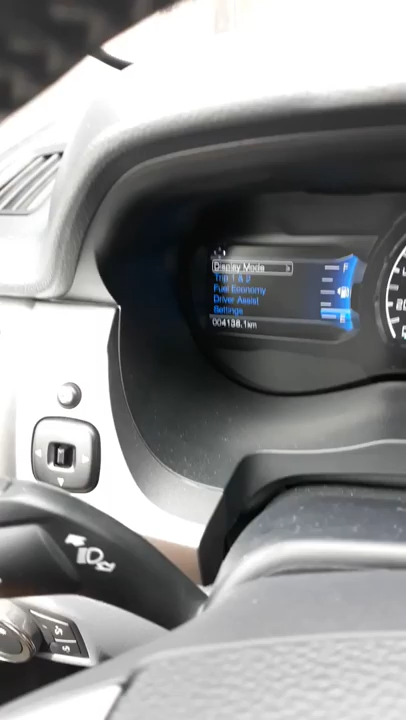 Display Mode
Trip 1 & 2
Fuel Economy
Driver Assist
Settings
004138.1km
F
E